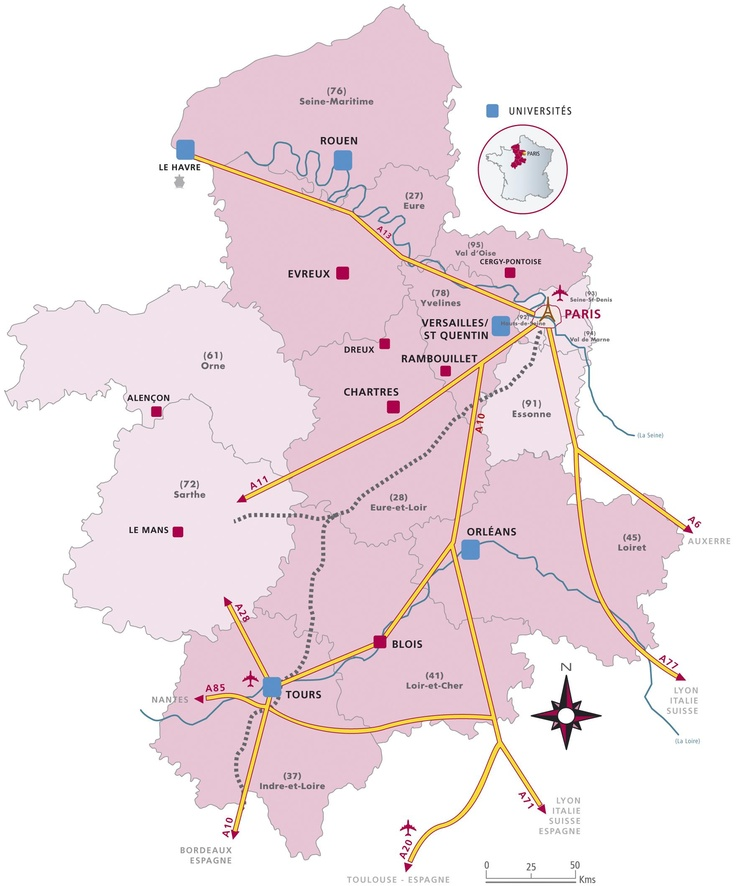 (76)
Seine-Maritime
UNIVERSITÉS
ROUEN
LE HAVRE
PARIS
(27)
Eure
A13
(95)
Val d'Oise
CERGY-PONTOISE
EVREUX
(78)
Yvelines
(93)
Seine-St-Denis
PARIS
VERSAILLES/
ST QUENTIN
(92)
Hauts-de-Seine
(94)
Val de Marne
DREUX
RAMBOUILLET
(61)
Orne
CHARTRES
ALENÇON
(91)
Essonne
A10
(La Seine)
A11
(72)
Sarthe
(28)
Eure-et-Loir
LE MANS
ORLÉANS
(45)
Loiret
A6
AUXERRE
A28
BLOIS
A77
(41)
Loir-et-Cher
N
A85
NANTES
TOURS
LYON
ITALIE
SUISSE
(La Loire)
(37)
Indre-et-Loire
A10
A71
LYON
ITALIE
SUISSE
ESPAGNE
BORDEAUX
ESPAGNE
A20
TOULOUSE - ESPAGNE
0 25 50
Kms